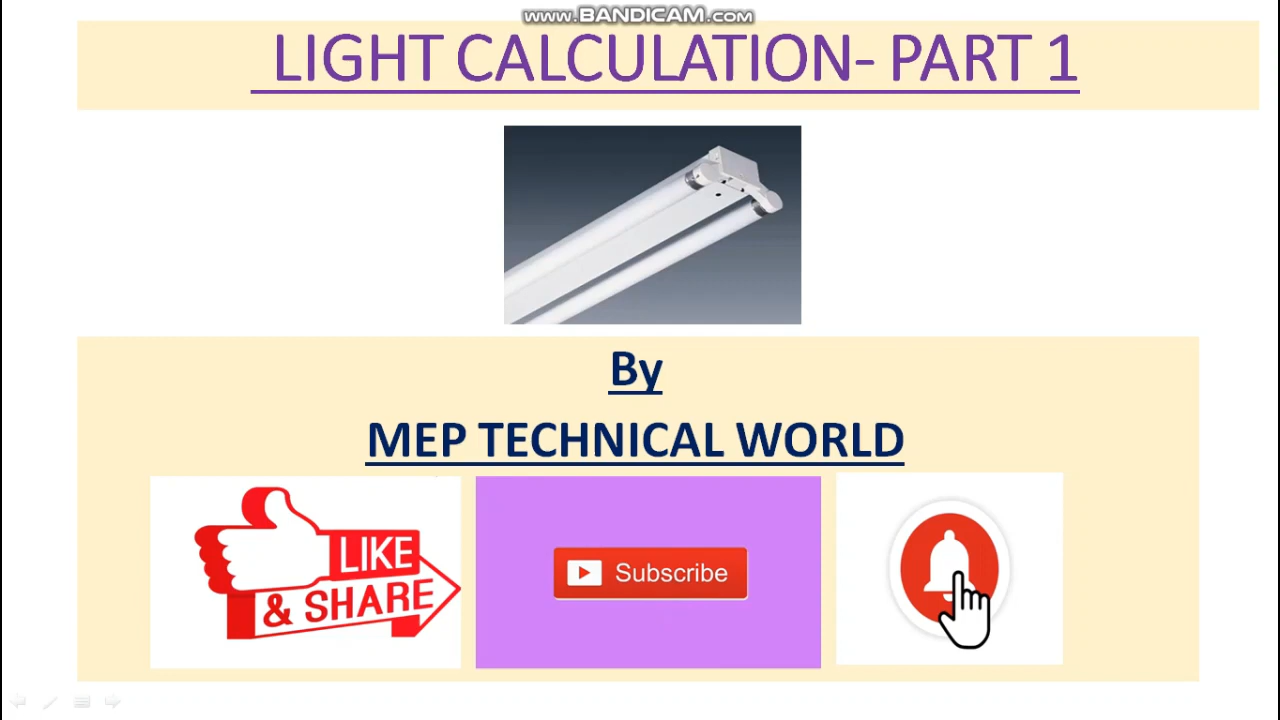 www.BANDICAM.com
LIGHT CALCULATION- PART 1
By
MEP TECHNICAL WORLD
LIKE
& SHARE
Subscribe